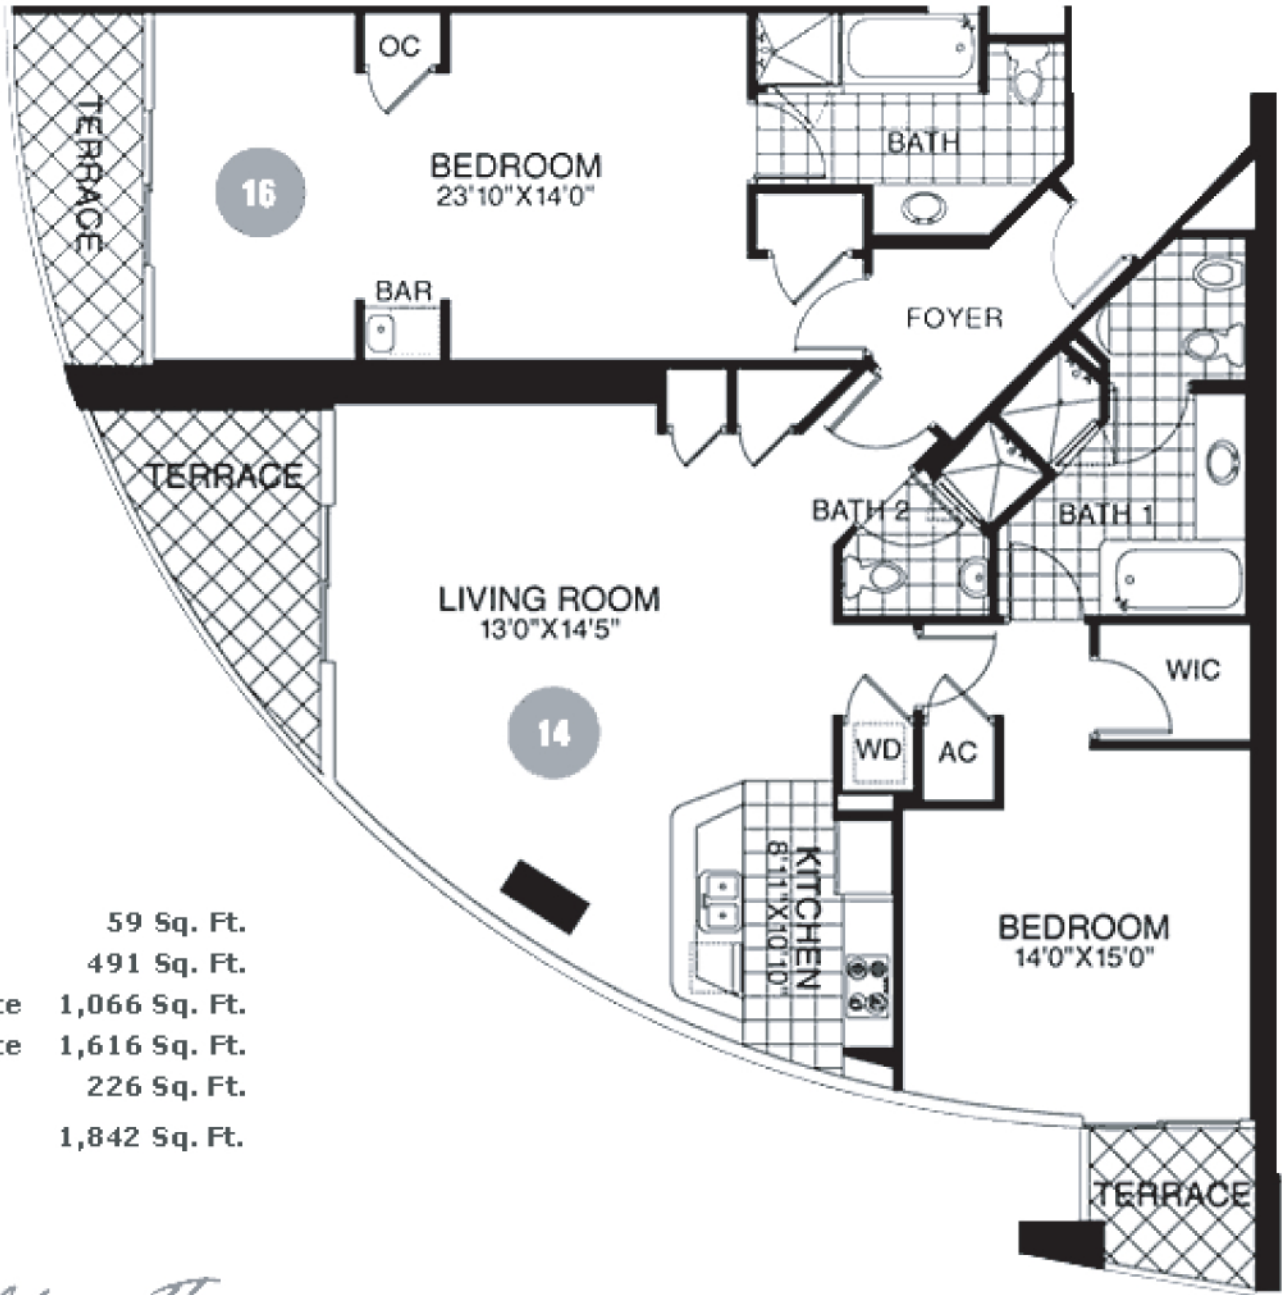 OC
TERRACE
BATH
BEDROOM
23'10"X14'0"
16
BAR
FOYER
TERRACE
BATH 2
BATH 1
LIVING ROOM
13'0"X14'5"
WIC
14
WD
AC
KITCHEN
8'11"X10'10"
BEDROOM
14'0"X15'0"
59 Sq. Ft.
491 Sq. Ft.
1,066 Sq. Ft.
1,616 Sq. Ft.
226 Sq. Ft.
1,842 Sq. Ft.
TERRACE